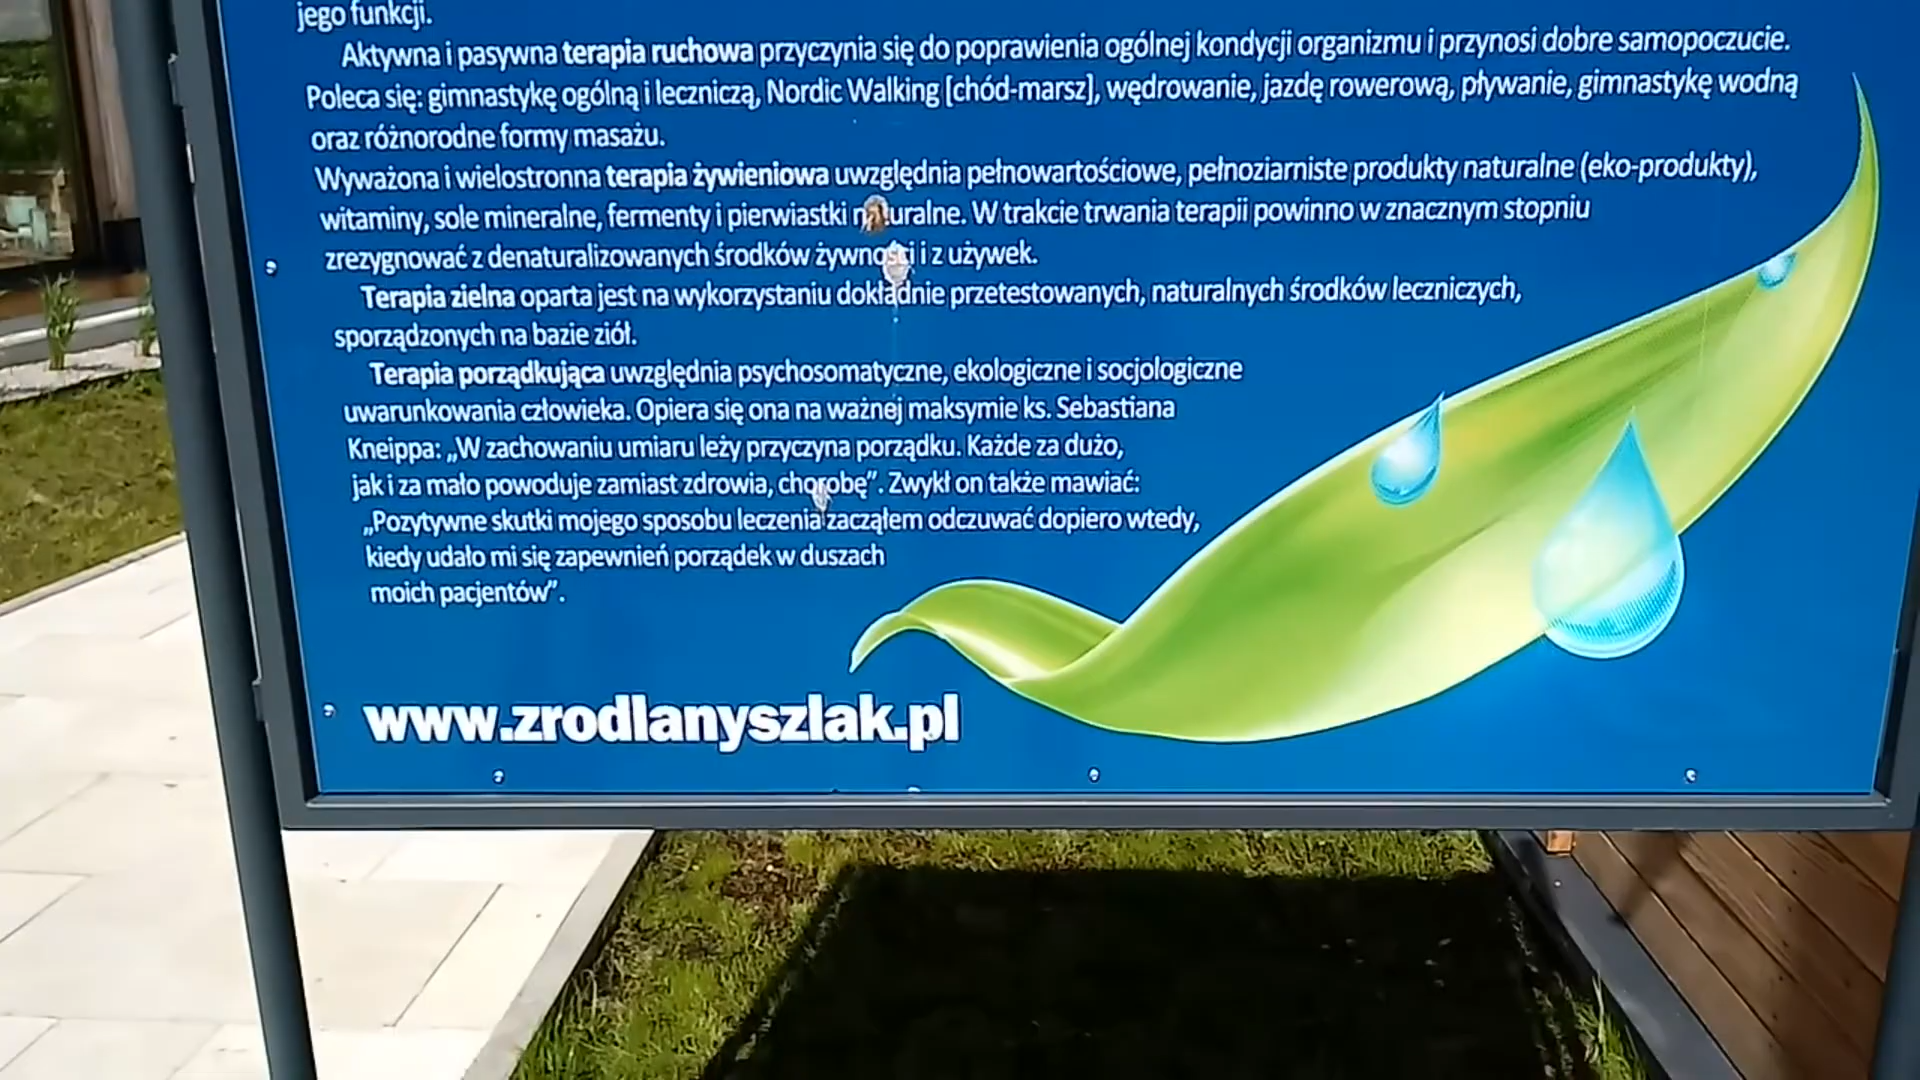 jego funkcji.
Aktywna i pasywna terapia ruchowa przyczynia się do poprawienia ogólnej kondycji organizmu i przynosi dobre samopoczucie.
Poleca się: gimnastykę ogólną i leczniczą, Nordic Walking [chód-marsz], wędrowanie, jazdę rowerową, pływanie, gimnastykę wodną
oraz różnorodne formy masażu.
Wyważona i wielostronna terapia żywieniowa uwzględnia pełnowartościowe, pełnoziarniste produkty naturalne (eko-produkty),
witaminy, sole mineralne, fermenty i pierwiastki naturalne. W trakcie trwania terapii powinno w znacznym stopniu
zrezygnować z denaturalizowanych środków żywności i z używek.
Terapia zielna oparta jest na wykorzystaniu dokładnie przetestowanych, naturalnych środków leczniczych,
sporządzonych na bazie ziół.
Terapia porządkująca uwzględnia psychosomatyczne, ekologiczne i socjologiczne
uwarunkowania człowieka. Opiera się ona na ważnej maksymie ks. Sebastiana
Kneippa: „W zachowaniu umiaru leży przyczyna porządku. Każde za dużo,
jak i za mało powoduje zamiast zdrowia, chorobę”. Zwykł on także mawiać:
„Pozytywne skutki mojego sposobu leczenia zacząłem odczuwać dopiero wtedy,
kiedy udało mi się zapewnień porządek w duszach
moich pacjentów”.
www.zrodlanyszlak.pl